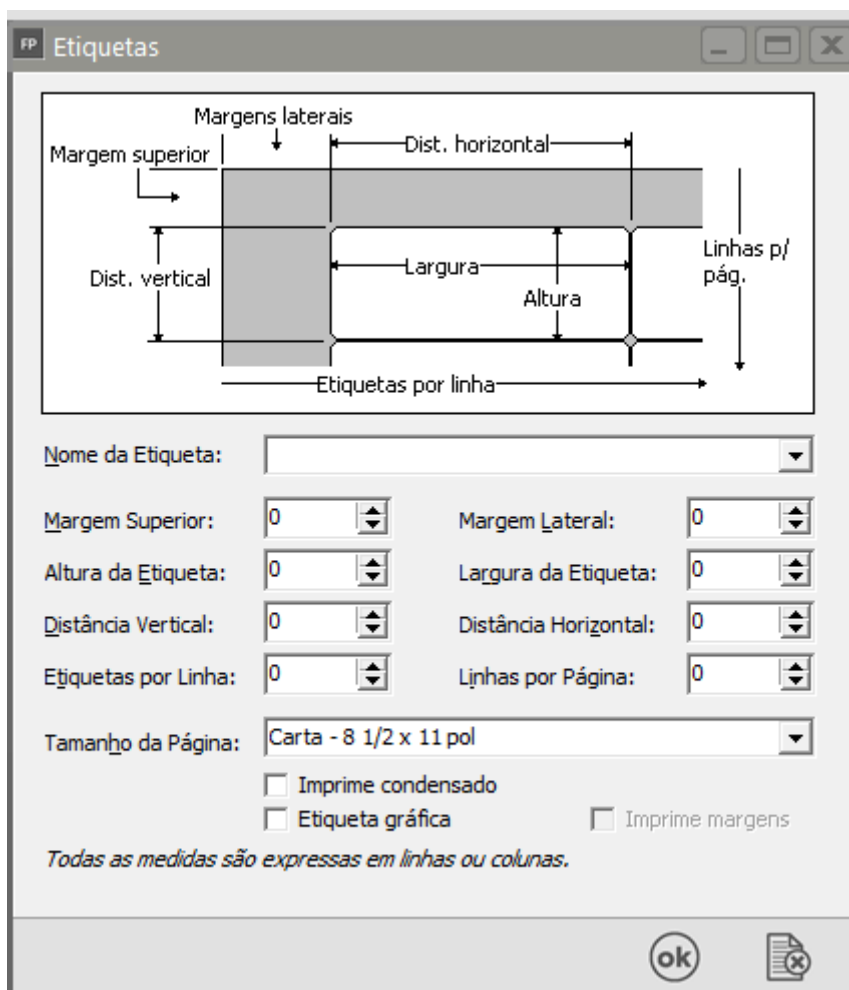 FP Etiquetas
Margens laterais
Margem superior
Dist. horizontal
Dist. vertical
Largura
Altura
Linhas p/
pág.
Etiquetas por linha
Nome da Etiqueta:
Margem Superior: 0 Margem Lateral: 0
Altura da Etiqueta: 0 Largura da Etiqueta: 0
Distância Vertical: 0 Distância Horizontal: 0
Etiquetas por Linha: 0 Linhas por Página: 0
Tamanho da Página: Carta - 8 1/2 x 11 pol
Imprime condensado
Etiqueta gráfica Imprime margens
Todas as medidas são expressas em linhas ou colunas.
ok